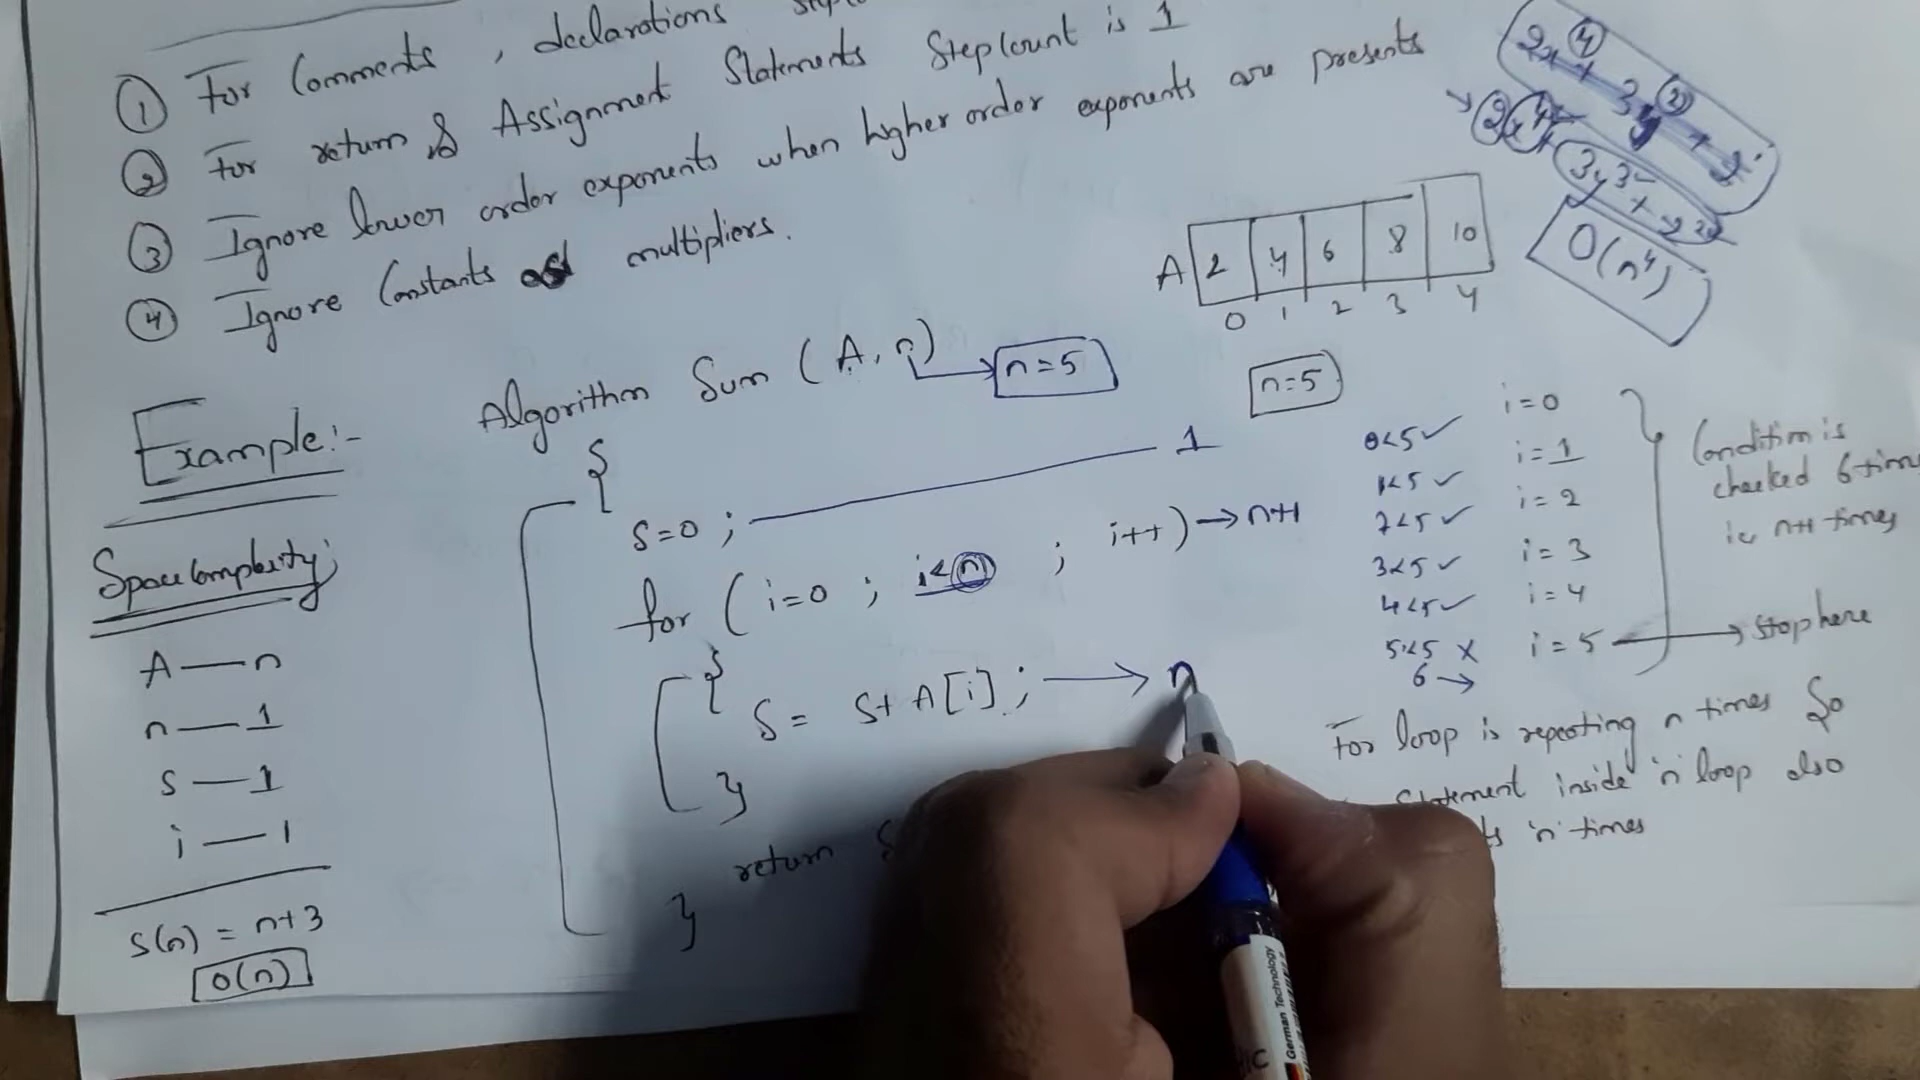 ① For Comments, declarations
② For return & Assignment Statements Stepcount is 1
③ Ignore lower order exponents when higher order exponents are presents
④ Ignore Constants multipliers.
O(n⁴)
A 2 4 6 8 10
0 1 2 3 4
Example:-
Algorithm Sum (A, n) → n=5
{
S=0; 1
for (i=0; i<n; i++) → n+1
{
S = S+A[i]; → n
}
return
}
n=5
0<5 ✓ i=0
1<5 ✓ i=1
2<5 ✓ i=2
3<5 ✓ i=3
4<5 ✓ i=4
5<5 × i=5 → Stop here
6 →
Condition is
checked 6 times
ie n+1 times
For loop is repeating n times So
Statement inside 'n' loop also
'n' times
Space Complexity:
A — n
n — 1
S — 1
i — 1
S(n) = n+3
O(n)
German Technology